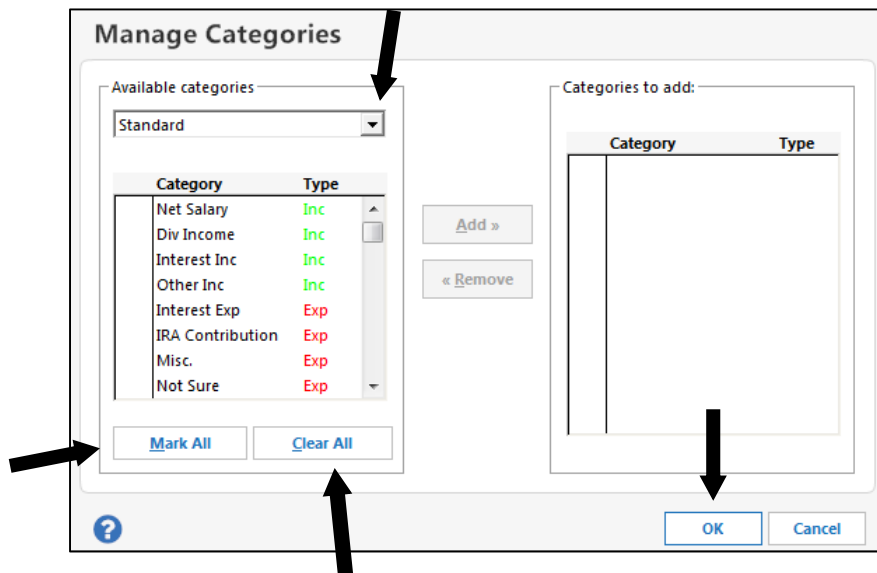 Manage Categories
Available categories
Standard
Category Type
Net Salary Inc
Div Income Inc
Interest Inc Inc
Other Inc Inc
Interest Exp Exp
IRA Contribution Exp
Misc. Exp
Not Sure Exp
Mark All Clear All
Add »
« Remove
Categories to add:
Category Type
? OK Cancel